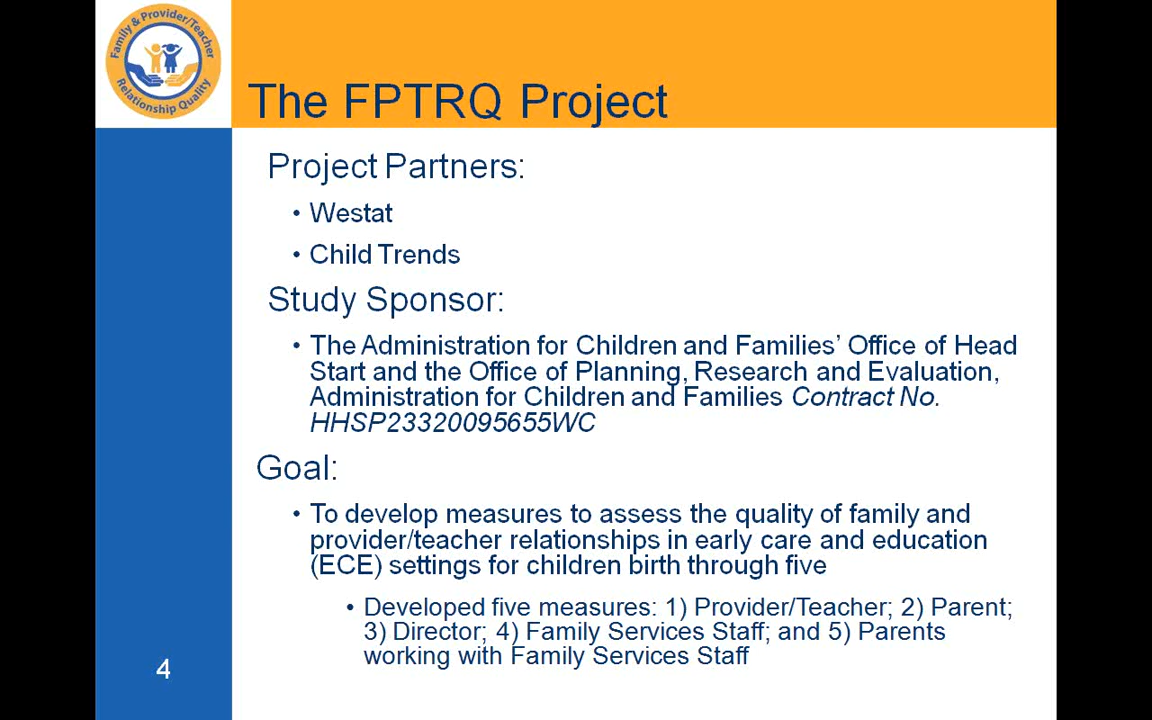 Family & Provider/Teacher
Relationship Quality
The FPTRQ Project
Project Partners:
• Westat
• Child Trends
Study Sponsor:
• The Administration for Children and Families’ Office of Head
Start and the Office of Planning, Research and Evaluation,
Administration for Children and Families Contract No.
HHSP23320095655WC
Goal:
• To develop measures to assess the quality of family and
provider/teacher relationships in early care and education
(ECE) settings for children birth through five
• Developed five measures: 1) Provider/Teacher; 2) Parent;
3) Director; 4) Family Services Staff; and 5) Parents
working with Family Services Staff
4